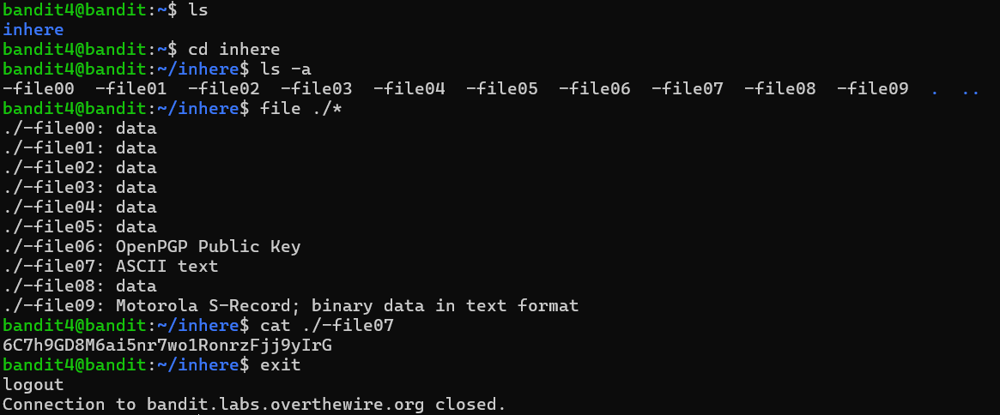 bandit4@bandit:~$ ls
inhere
bandit4@bandit:~$ cd inhere
bandit4@bandit:~/inhere$ ls -a
-file00  -file01  -file02  -file03  -file04  -file05  -file06  -file07  -file08  -file09  .  ..
bandit4@bandit:~/inhere$ file ./*
./-file00: data
./-file01: data
./-file02: data
./-file03: data
./-file04: data
./-file05: data
./-file06: OpenPGP Public Key
./-file07: ASCII text
./-file08: data
./-file09: Motorola S-Record; binary data in text format
bandit4@bandit:~/inhere$ cat ./-file07
6C7h9GD8M6ai5nr7wo1RonrzFjj9yIrG
bandit4@bandit:~/inhere$ exit
logout
Connection to bandit.labs.overthewire.org closed.